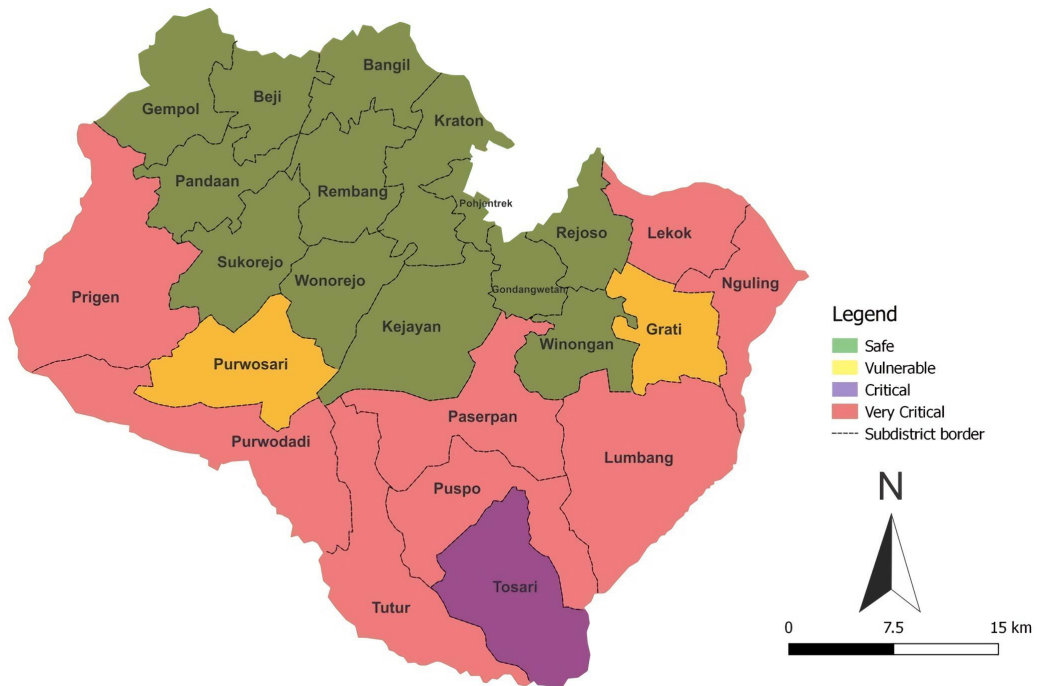 Bangil
Beji
Gempol
Kraton
Pandaan
Rembang
Pohjentrek
Rejoso
Lekok
Sukorejo
Wonorejo
Nguling
Gondangwetan
Prigen
Kejayan
Grati
Winongan
Purwosari
Paserpan
Purwodadi
Lumbang
Puspo
Tosari
Tutur
Legend
Safe
Vulnerable
Critical
Very Critical
Subdistrict border
N
0 7.5 15 km